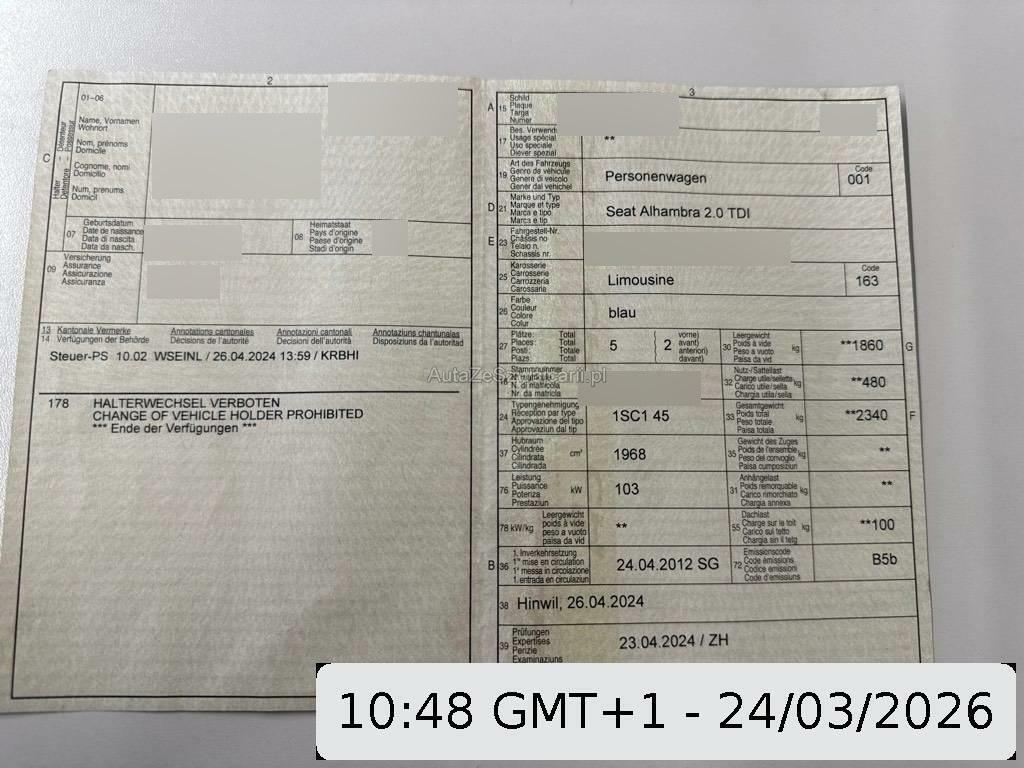 2
01-06
Name, Vornamen
Wohnort
Nom, prénoms
Domicile
Cognome, nomi
Domicilio
Num, prenums
Domicil
C
Halter Détenteur
Detentore Possessur
07
Geburtsdatum
Date de naissance
Data di nascita
Data da nasch.
08
Heimatstaat
Pays d'origine
Paese d'origine
Stadi d'origin
09
Versicherung
Assurance
Assicurazione
Assicuranza
13 Kantonale Vermerke
14 Verfügungen der Behörde
Annotations cantonales
Décisions de l'autorité
Annotazioni cantonali
Decisioni dell'autorità
Annotaziuns chantunalas
Disposiziuns da l'autoritad
Steuer-PS 10.02 WSEINL / 26.04.2024 13:59 / KRBHI
178 HALTERWECHSEL VERBOTEN
CHANGE OF VEHICLE HOLDER PROHIBITED
*** Ende der Verfügungen ***
3
A 15
Schild
Plaque
Targa
Numer
17
Bes. Verwend
Usage spécial
Uso speciale
Diever spezial
**
19
Art des Fahrzeugs
Genre de véhicule
Genere di veicolo
Gener dal vehichel
Personenwagen
Code
001
D 21
Marke und Typ
Marque et type
Marca e tipo
Marca e tip
Seat Alhambra 2.0 TDI
E 23
Fahrgestell-Nr.
Châssis no
Telaio n.
Schassis nr.
25
Karosserie
Carrosserie
Carrozzeria
Carossaria
Limousine
Code
163
26
Farbe
Couleur
Colore
Colur
blau
27
Plätze: Total
Places: Total
Posti: Totale
Plazs: Total
5
2
vorne)
avant)
anteriori)
davant)
30
Leergewicht
Poids à vide
Peso a vuoto
Paisa da vid
kg
**1860
G
18
Stammnummer
N. di matricola
Nr. da matricla
32
Nutz-/Sattellast
Charge utile/sellette
Carico utile/sella
Chargia utila/sella
kg
**480
24
Typengenehmigung
Réception par type
Approvazione del tipo
Approvaziun dal tip
1SC1 45
33
Gesamtgewicht
Poids total
Peso totale
Paisa totala
kg
**2340
F
37
Hubraum
Cylindrée
Cilindrata
Cilindrada
cm³
1968
35
Gewicht des Zuges
Poids de l'ensemble
Peso del convoglio
Paisa cumposiziun
kg
**
76
Leistung
Puissance
Potenza
Prestaziun
kW
103
31
Anhängelast
Poids remorquable
Carico rimorchiato
Chargia annexa
kg
**
78 kW/kg
Leergewicht
poids à vide
peso a vuoto
paisa da vid
**
55
Dachlast
Charge sur le toit
Carico sul tetto
Chargia sin il tetg
kg
**100
B 36
1. Inverkehrsetzung
1re mise en circulation
1a messa in circolazione
1. entrada en circulaziun
24.04.2012 SG
72
Emissionscode
Code émissions
Codice emissioni
Code d'emissiuns
B5b
38 Hinwil, 26.04.2024
39
Prüfungen
Expertises
Perizie
Examinaziuns
23.04.2024 / ZH
AutaZeSzwajcarii.pl
10:48 GMT+1 - 24/03/2026